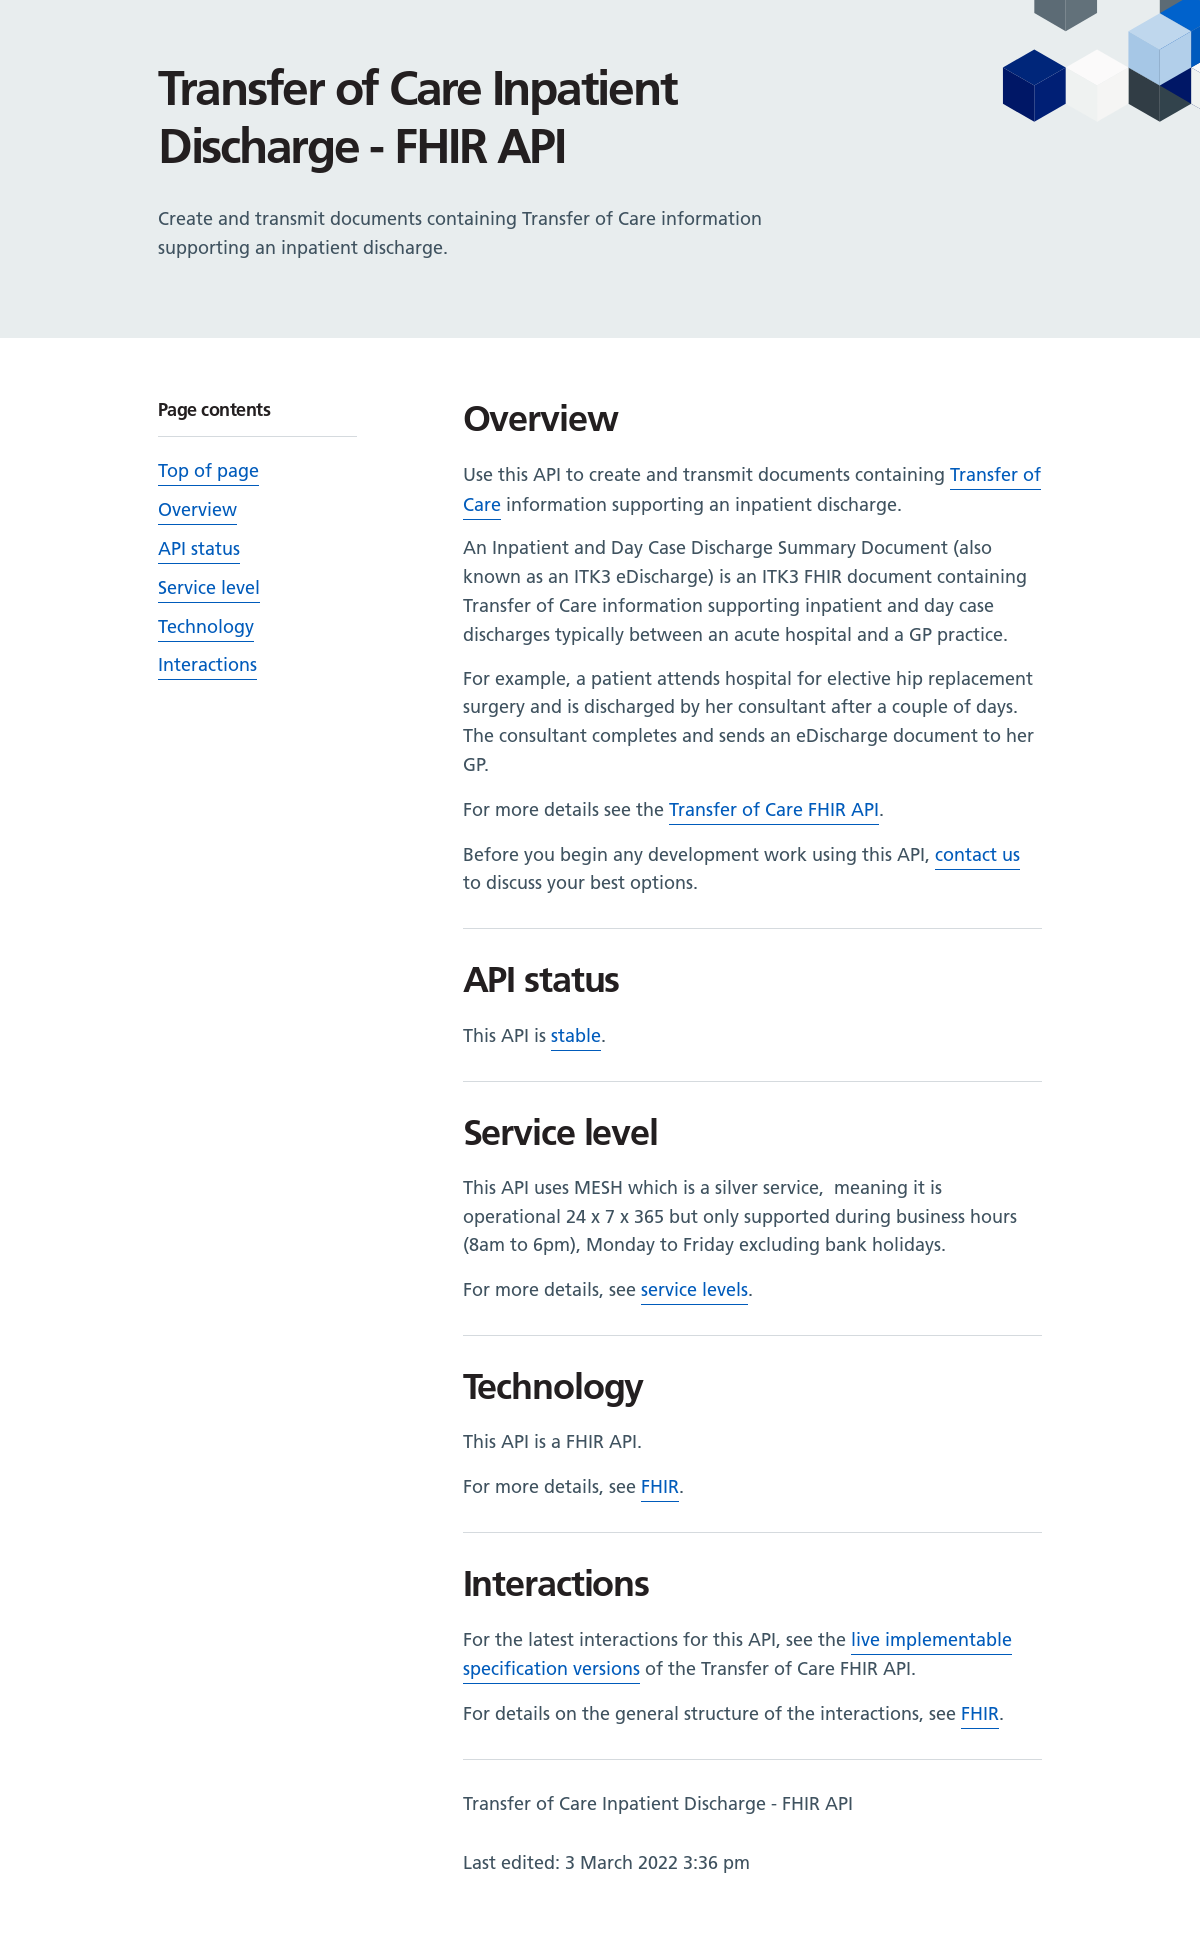 Transfer of Care Inpatient
Discharge - FHIR API
Create and transmit documents containing Transfer of Care information
supporting an inpatient discharge.
Page contents
Top of page
Overview
API status
Service level
Technology
Interactions
Overview
Use this API to create and transmit documents containing Transfer of
Care information supporting an inpatient discharge.
An Inpatient and Day Case Discharge Summary Document (also
known as an ITK3 eDischarge) is an ITK3 FHIR document containing
Transfer of Care information supporting inpatient and day case
discharges typically between an acute hospital and a GP practice.
For example, a patient attends hospital for elective hip replacement
surgery and is discharged by her consultant after a couple of days.
The consultant completes and sends an eDischarge document to her
GP.
For more details see the Transfer of Care FHIR API.
Before you begin any development work using this API, contact us
to discuss your best options.
API status
This API is stable.
Service level
This API uses MESH which is a silver service,  meaning it is
operational 24 x 7 x 365 but only supported during business hours
(8am to 6pm), Monday to Friday excluding bank holidays.
For more details, see service levels.
Technology
This API is a FHIR API.
For more details, see FHIR.
Interactions
For the latest interactions for this API, see the live implementable
specification versions of the Transfer of Care FHIR API.
For details on the general structure of the interactions, see FHIR.
Transfer of Care Inpatient Discharge - FHIR API
Last edited: 3 March 2022 3:36 pm